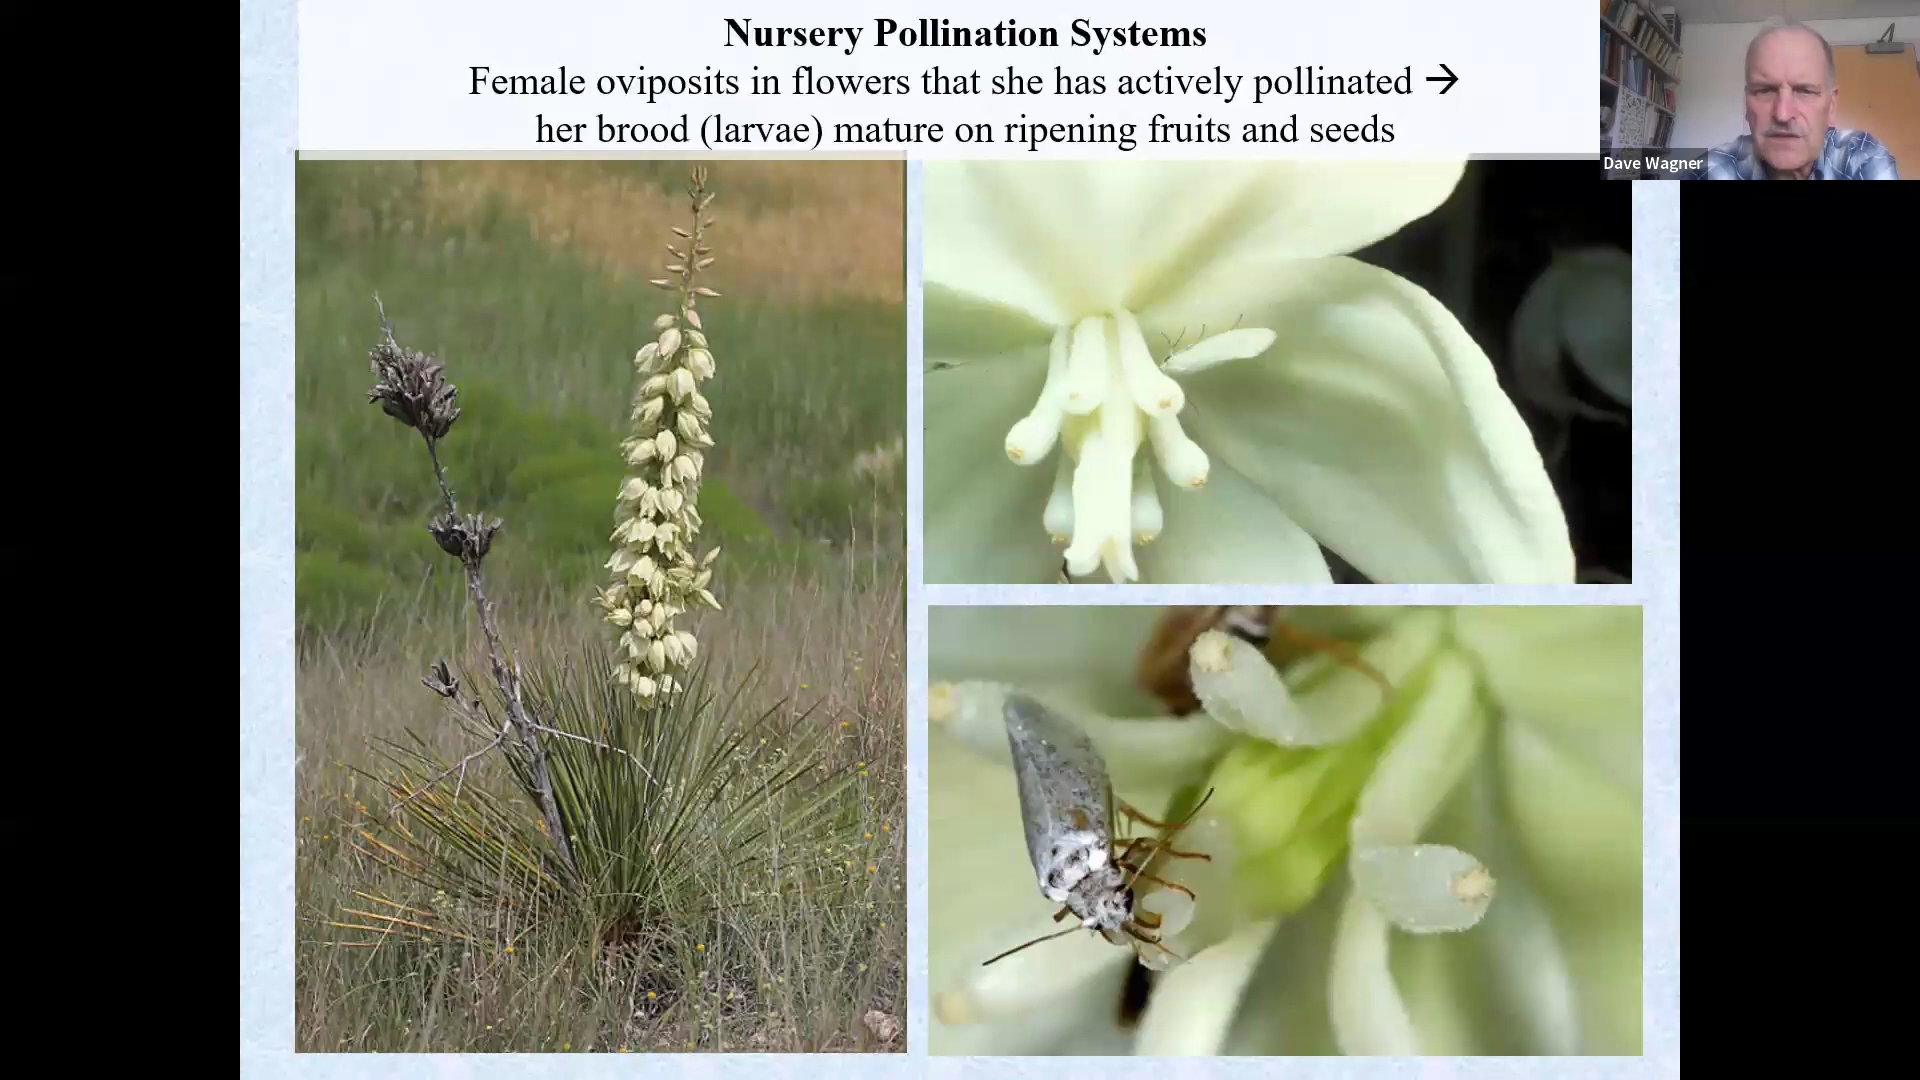 Nursery Pollination Systems
Female oviposits in flowers that she has actively pollinated →
her brood (larvae) mature on ripening fruits and seeds
Dave Wagner